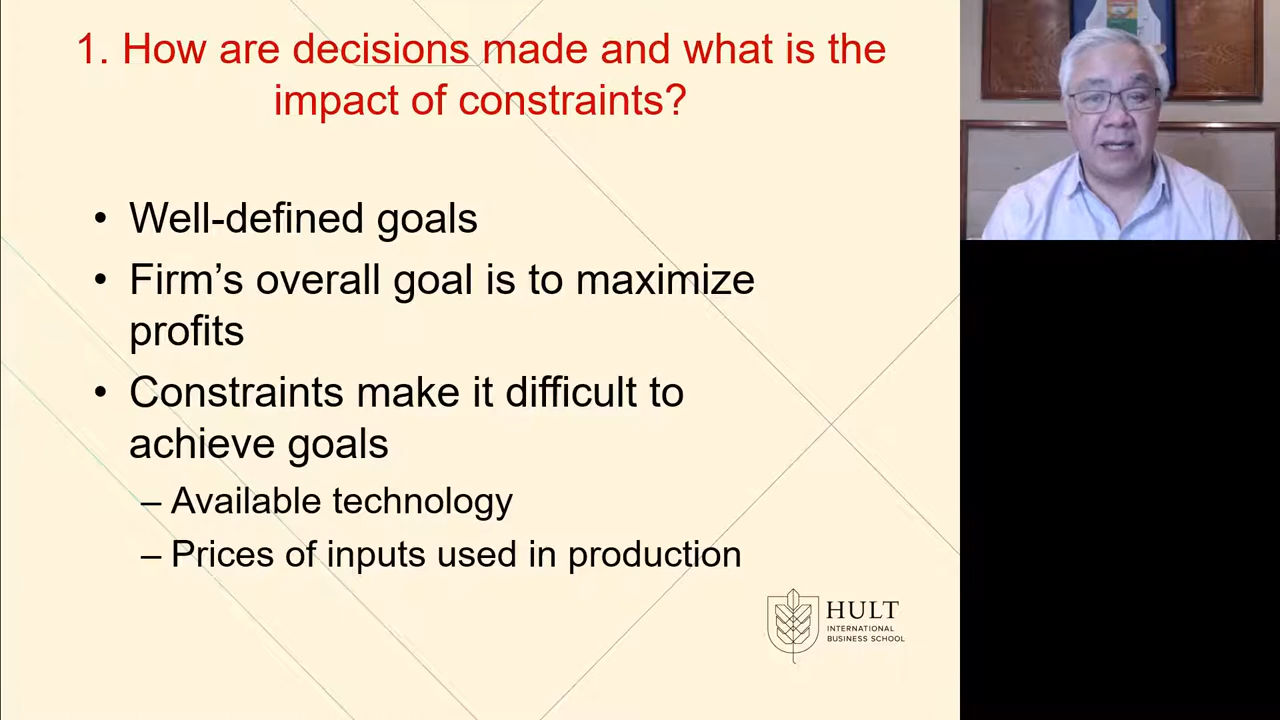 1. How are decisions made and what is the
impact of constraints?
• Well-defined goals
• Firm’s overall goal is to maximize
profits
• Constraints make it difficult to
achieve goals
– Available technology
– Prices of inputs used in production
HULT
INTERNATIONAL
BUSINESS SCHOOL